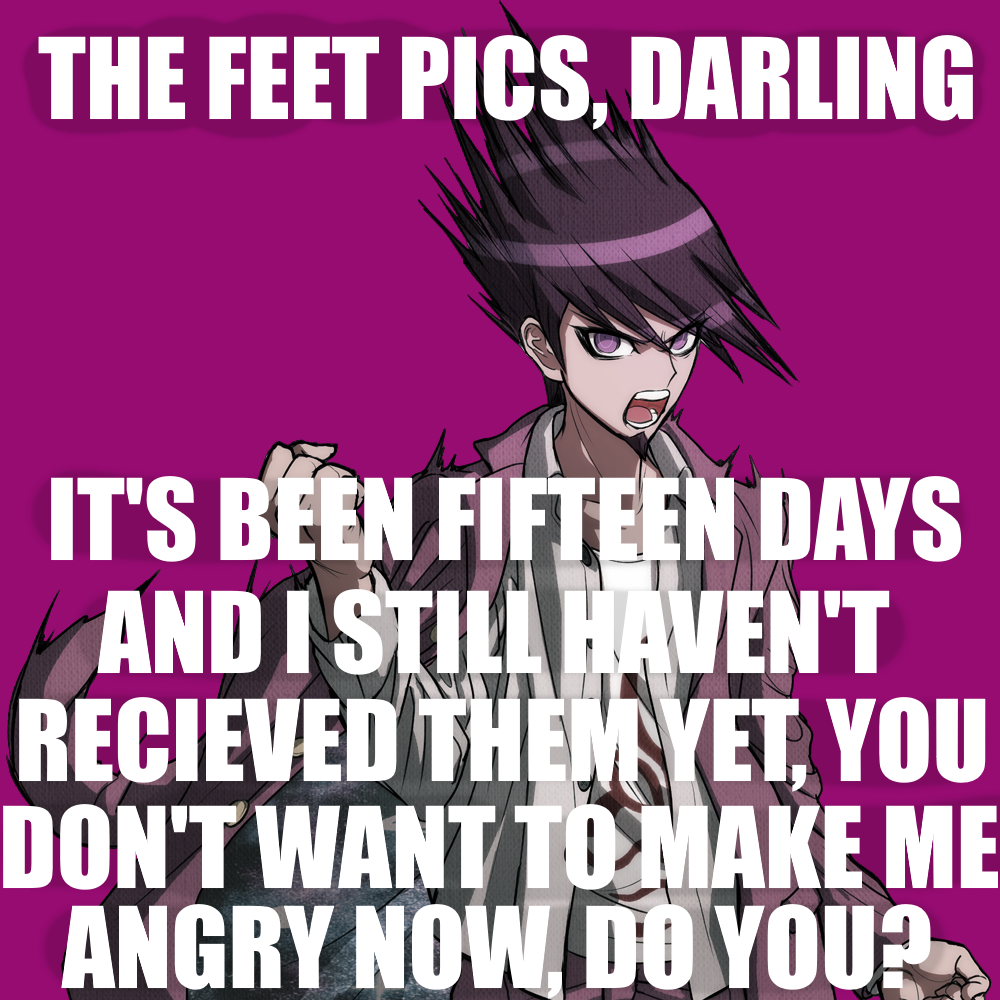 THE FEET PICS, DARLING
IT'S BEEN FIFTEEN DAYS
AND I STILL HAVEN'T
RECIEVED THEM YET, YOU
DON'T WANT TO MAKE ME
ANGRY NOW, DO YOU?